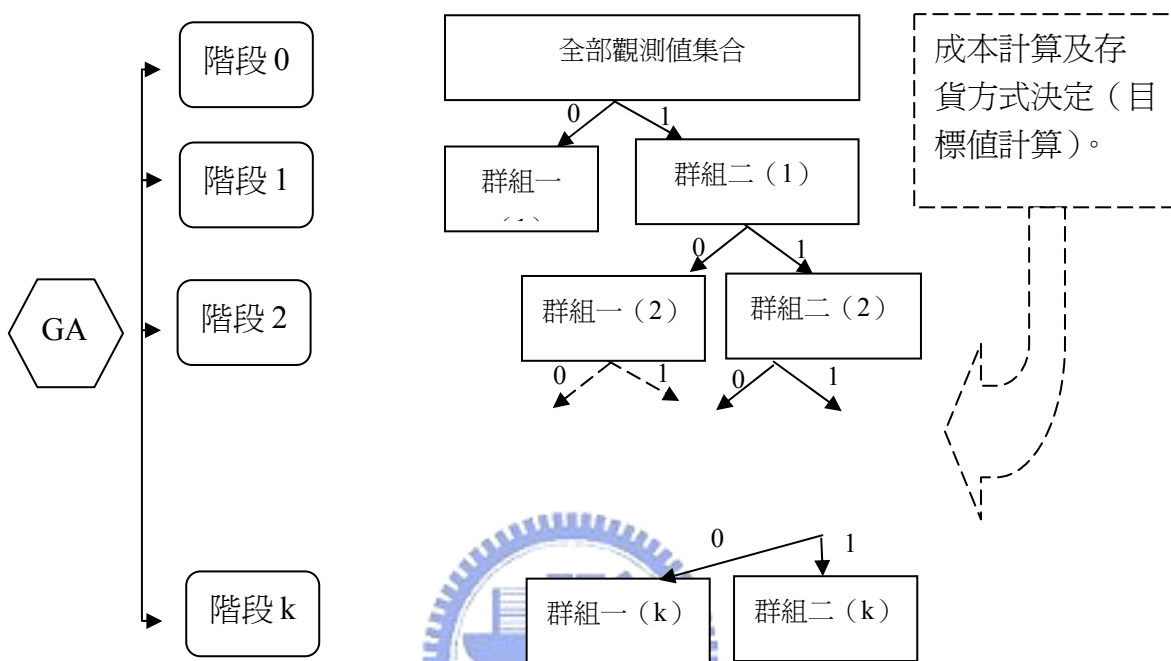 階段 0
全部觀測值集合
成本計算及存
貨方式決定（目
標值計算）。
0
1
階段 1
群組一
群組二（1）
0
1
GA
階段 2
群組一（2）
群組二（2）
0
1
0
1
0
1
階段 k
群組一（k）
群組二（k）